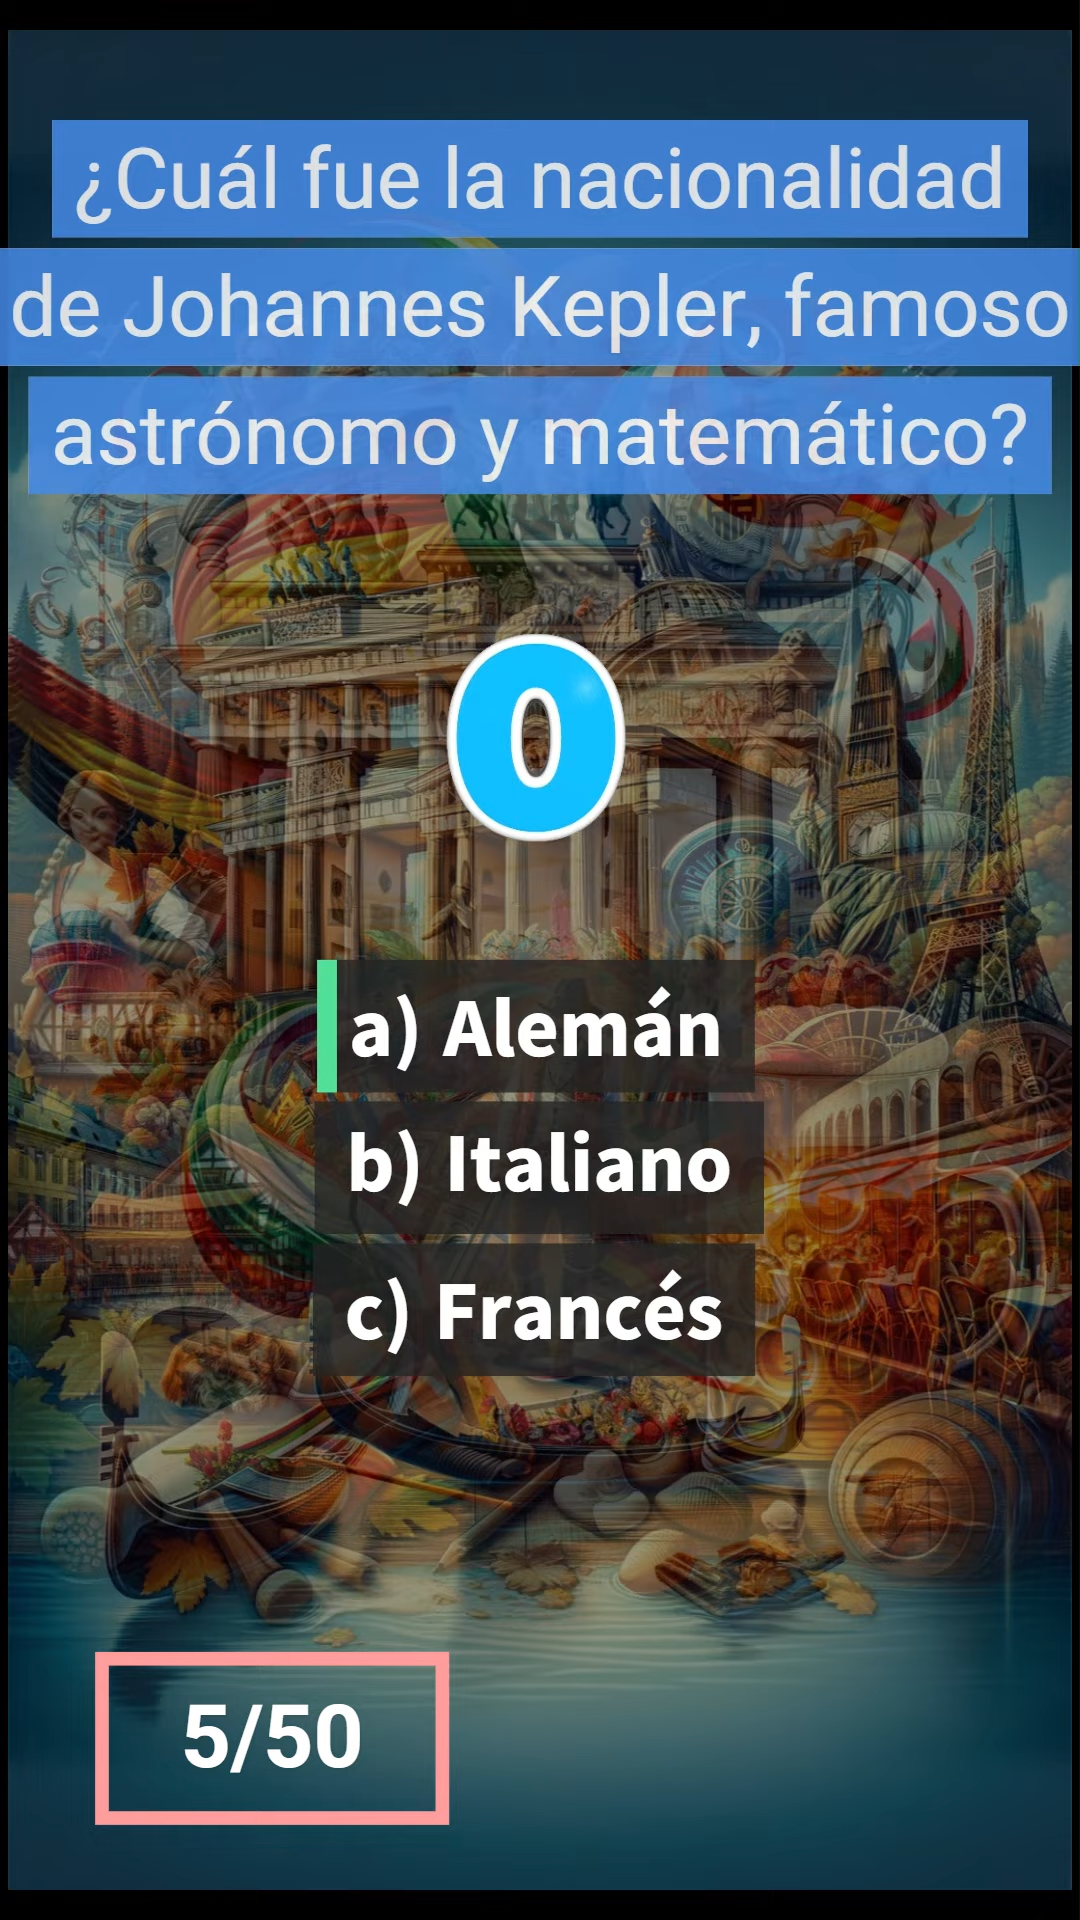 ¿Cuál fue la nacionalidad
de Johannes Kepler, famoso
astrónomo y matemático?
0
a) Alemán
b) Italiano
c) Francés
5/50